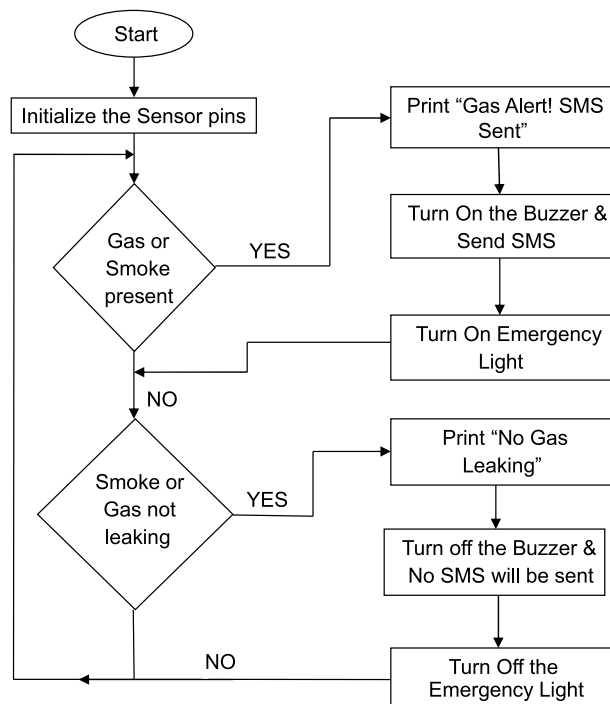 Start
Initialize the Sensor pins
Gas or
Smoke
present
YES
Print “Gas Alert! SMS
Sent”
Turn On the Buzzer &
Send SMS
Turn On Emergency
Light
NO
Smoke or
Gas not
leaking
YES
Print “No Gas
Leaking”
Turn off the Buzzer &
No SMS will be sent
Turn Off the
Emergency Light
NO